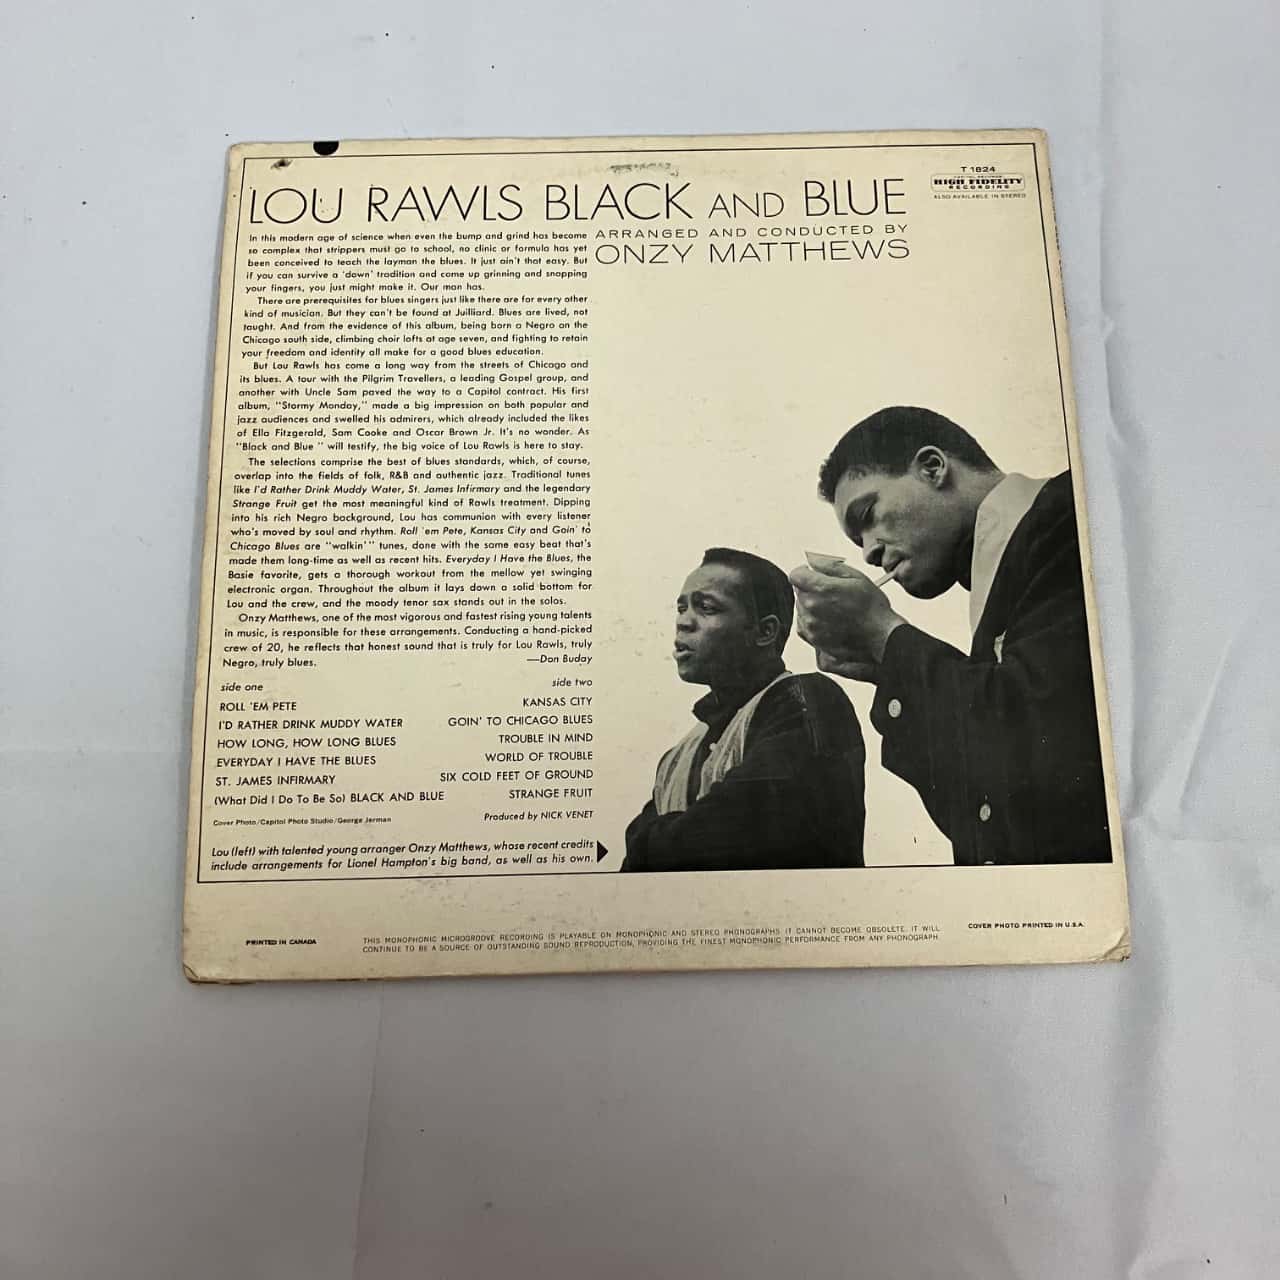 T 1824
CAPITOL RECORDS
HIGH FIDELITY
RECORDING
ALSO AVAILABLE IN STEREO
LOU RAWLS BLACK AND BLUE
ARRANGED AND CONDUCTED BY
ONZY MATTHEWS
In this modern age of science when even the bump and grind has become
so complex that strippers must go to school, no clinic or formula has yet
been conceived to teach the layman the blues. It just ain't that easy. But
if you can survive a 'down' tradition and come up grinning and snapping
your fingers, you just might make it. Our man has.
There are prerequisites for blues singers just like there are for every other
kind of musician. But they can't be found at Juilliard. Blues are lived, not
taught. And from the evidence of this album, being born a Negro on the
Chicago south side, climbing choir lofts at age seven, and fighting to retain
your freedom and identity all make for a good blues education.
But Lou Rawls has come a long way from the streets of Chicago and
its blues. A tour with the Pilgrim Travellers, a leading Gospel group, and
another with Uncle Sam paved the way to a Capitol contract. His first
album, "Stormy Monday," made a big impression on both popular and
jazz audiences and swelled his admirers, which already included the likes
of Ella Fitzgerald, Sam Cooke and Oscar Brown Jr. It's no wonder. As
"Black and Blue " will testify, the big voice of Lou Rawls is here to stay.
The selections comprise the best of blues standards, which, of course,
overlap into the fields of folk, R&B and authentic jazz. Traditional tunes
like I'd Rather Drink Muddy Water, St. James Infirmary and the legendary
Strange Fruit get the most meaningful kind of Rawls treatment. Dipping
into his rich Negro background, Lou has communion with every listener
who's moved by soul and rhythm. Roll 'em Pete, Kansas City and Goin' to
Chicago Blues are "walkin'" tunes, done with the same easy beat that's
made them long-time as well as recent hits. Everyday I Have the Blues, the
Basie favorite, gets a thorough workout from the mellow yet swinging
electronic organ. Throughout the album it lays down a solid bottom for
Lou and the crew, and the moody tenor sax stands out in the solos.
Onzy Matthews, one of the most vigorous and fastest rising young talents
in music, is responsible for these arrangements. Conducting a hand-picked
crew of 20, he reflects that honest sound that is truly for Lou Rawls, truly
Negro, truly blues. —Dan Buday
side one
ROLL 'EM PETE
I'D RATHER DRINK MUDDY WATER
HOW LONG, HOW LONG BLUES
EVERYDAY I HAVE THE BLUES
ST. JAMES INFIRMARY
(What Did I Do To Be So) BLACK AND BLUE
side two
KANSAS CITY
GOIN' TO CHICAGO BLUES
TROUBLE IN MIND
WORLD OF TROUBLE
SIX COLD FEET OF GROUND
STRANGE FRUIT
Cover Photo/Capitol Photo Studio/George Jerman
Produced by NICK VENET
Lou (left) with talented young arranger Onzy Matthews, whose recent credits
include arrangements for Lionel Hampton's big band, as well as his own.
PRINTED IN CANADA
THIS MONOPHONIC MICROGROOVE RECORDING IS PLAYABLE ON MONOPHONIC AND STEREO PHONOGRAPHS. IT CANNOT BECOME OBSOLETE. IT WILL
CONTINUE TO BE A SOURCE OF OUTSTANDING SOUND REPRODUCTION, PROVIDING THE FINEST MONOPHONIC PERFORMANCE FROM ANY PHONOGRAPH.
COVER PHOTO PRINTED IN U.S.A.